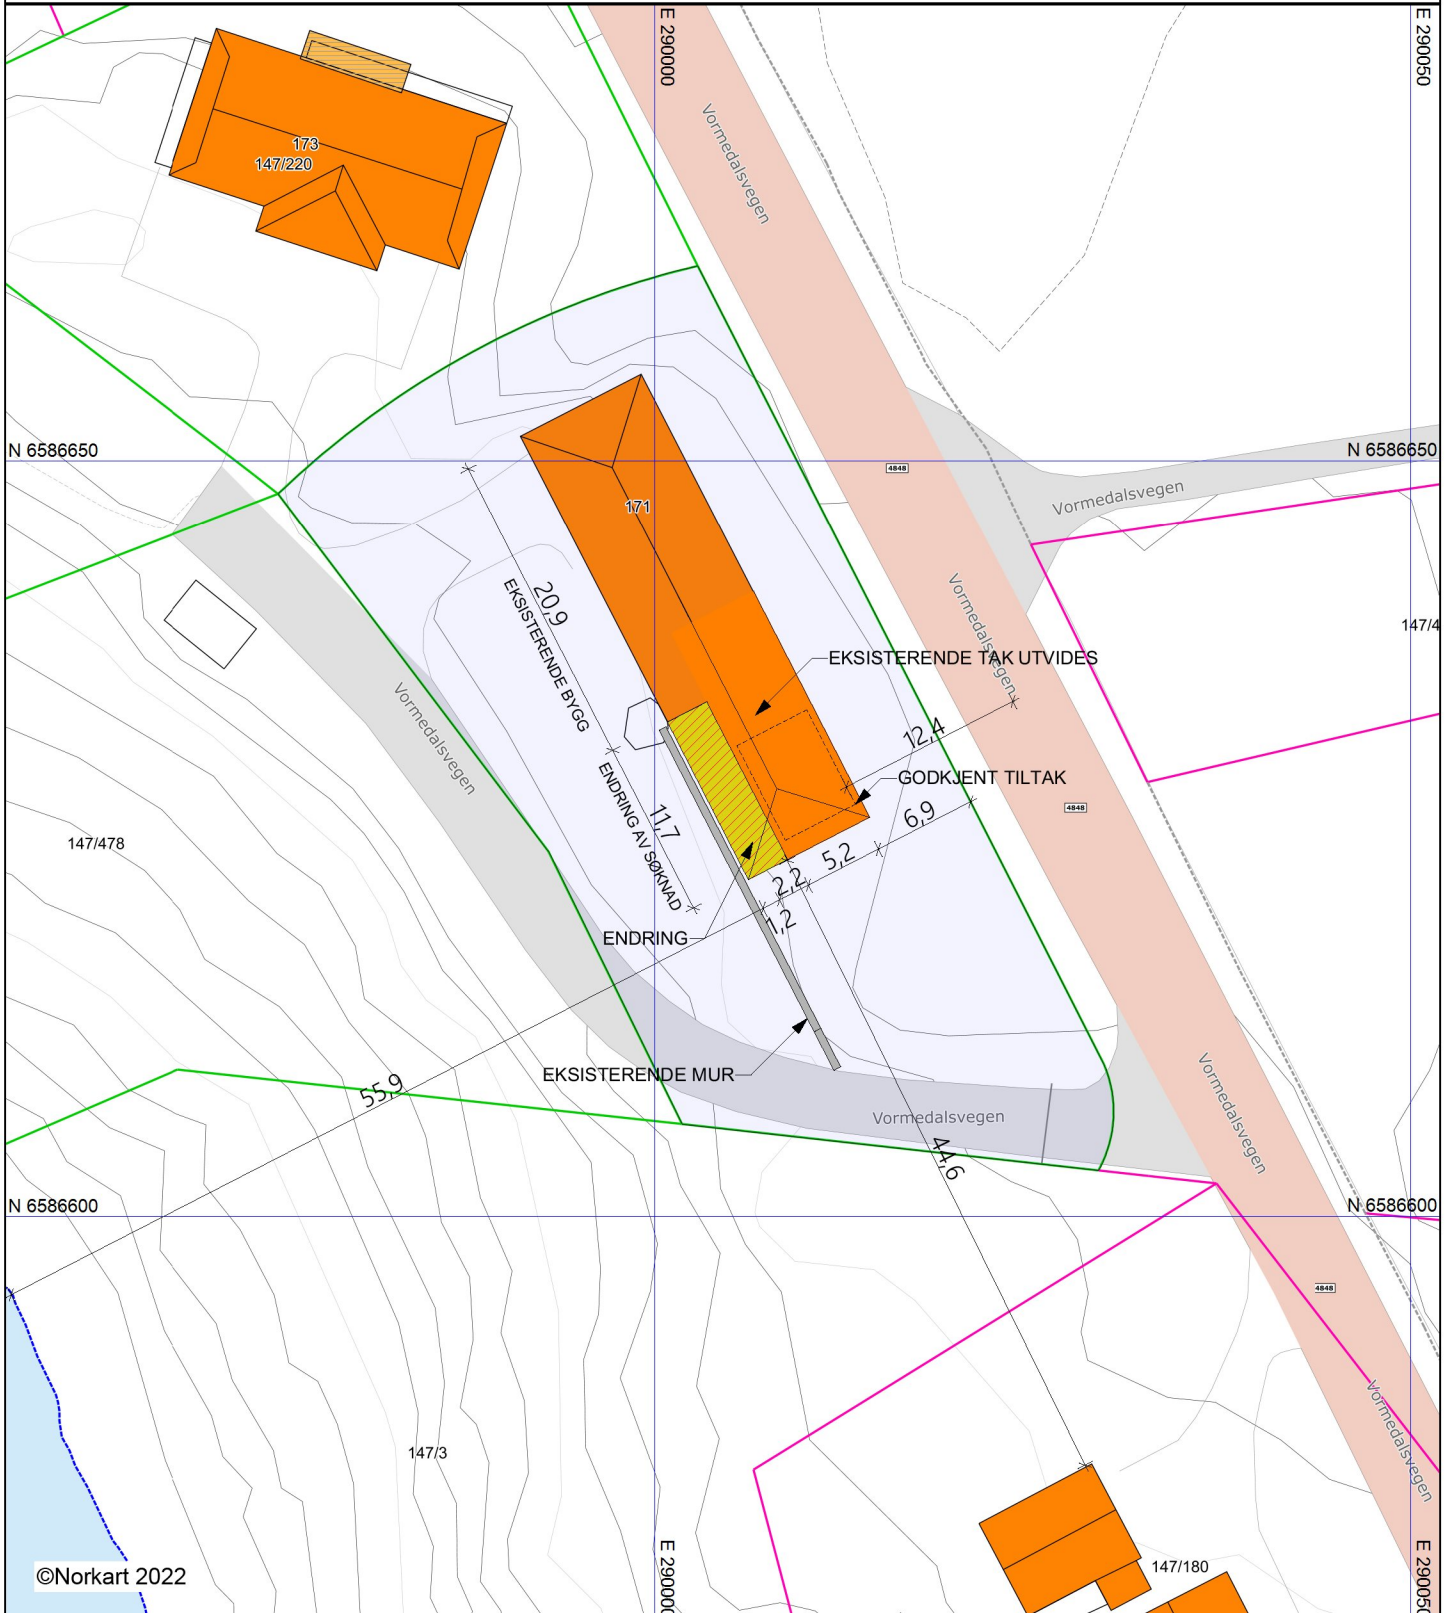 E 290000
E 290050
Vormedalsvegen
173
147/220
N 6586650
N 6586650
4848
Vormedalsvegen
171
Vormedalsvegen
20,9
EKSISTERENDE BYGG
147/4
EKSISTERENDE TAK UTVIDES
Vormedalsvegen
12,4
GODKJENT TILTAK
11,7
ENDRING AV SØKNAD
6,9
4848
147/478
5,2
2,2
1,2
ENDRING
EKSISTERENDE MUR
55,9
Vormedalsvegen
Vormedalsvegen
44,6
N 6586600
N 6586600
4848
147/3
Vormedalsvegen
147/180
©Norkart 2022
E 290000
E 290050